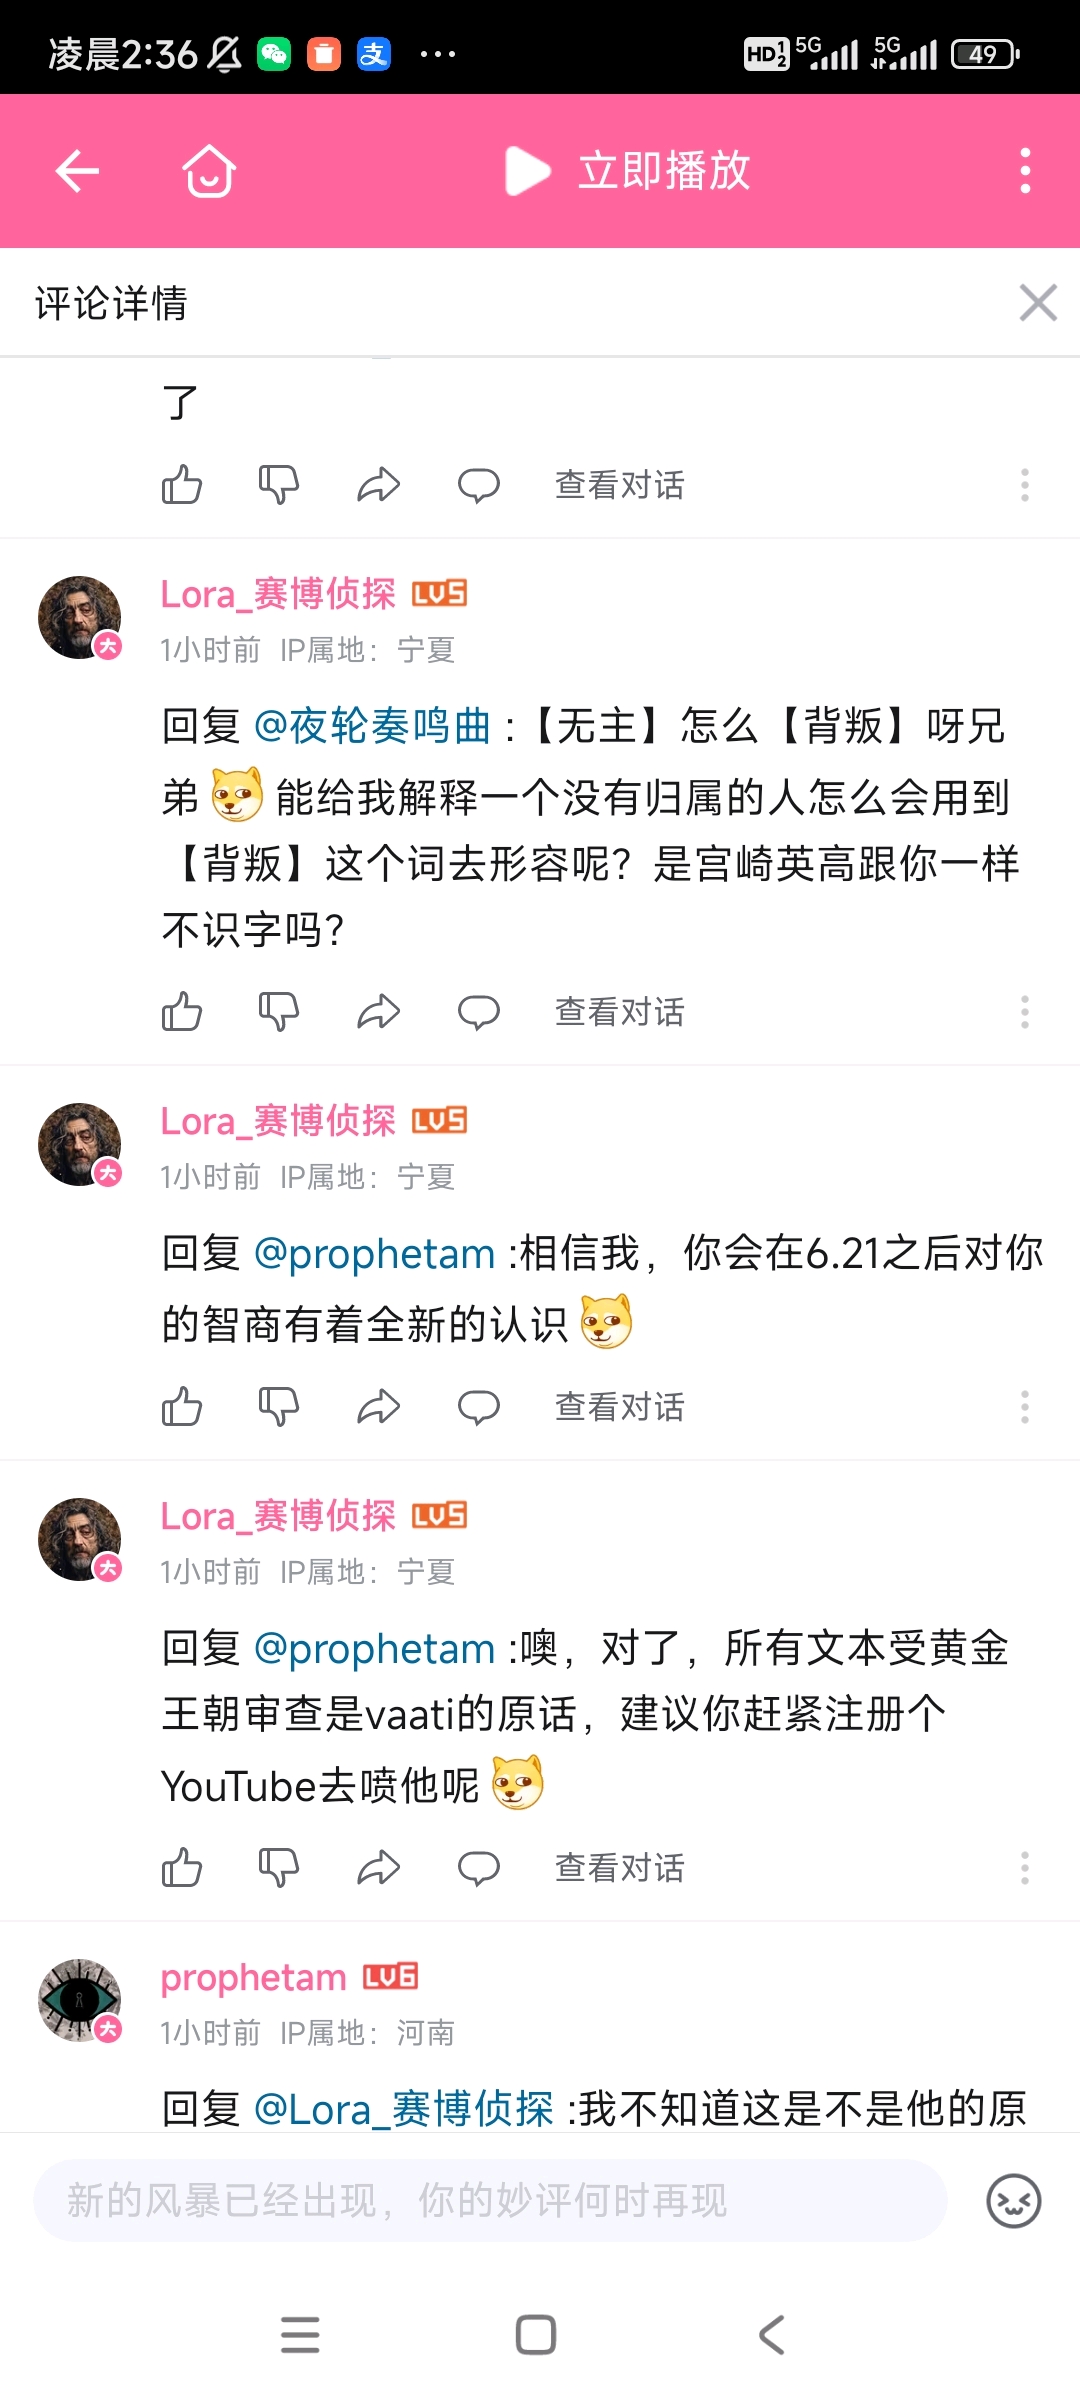 凌晨2:36 支 ··· HD 1 2 5G 5G 49
立即播放
评论详情
了
查看对话
Lora_赛博侦探 LV5
大
1小时前 IP属地：宁夏
回复 @夜轮奏鸣曲 :【无主】怎么【背叛】呀兄
弟 能给我解释一个没有归属的人怎么会用到
【背叛】这个词去形容呢？是宫崎英高跟你一样
不识字吗？
查看对话
Lora_赛博侦探 LV5
大
1小时前 IP属地：宁夏
回复 @prophetam :相信我，你会在6.21之后对你
的智商有着全新的认识
查看对话
Lora_赛博侦探 LV5
大
1小时前 IP属地：宁夏
回复 @prophetam :噢，对了，所有文本受黄金
王朝审查是vaati的原话，建议你赶紧注册个
YouTube去喷他呢
查看对话
prophetam LV6
大
1小时前 IP属地：河南
回复 @Lora_赛博侦探 :我不知道这是不是他的原
新的风暴已经出现，你的妙评何时再现